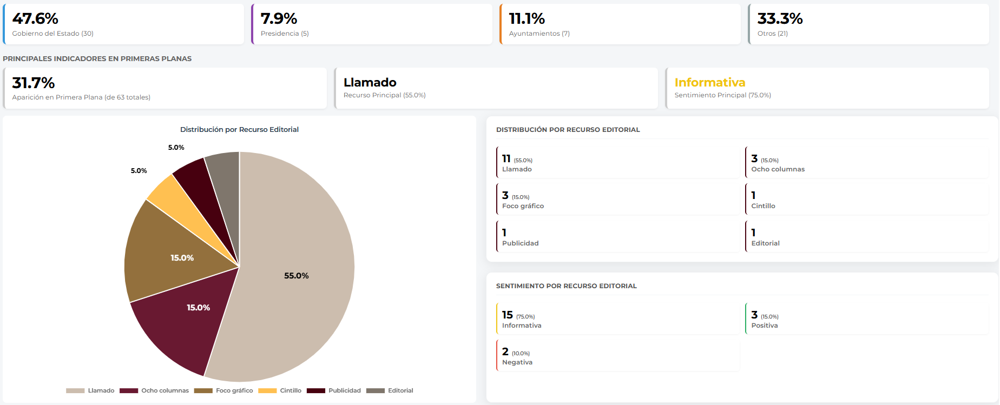 47.6%
Gobierno del Estado (30)
7.9%
Presidencia (5)
11.1%
Ayuntamientos (7)
33.3%
Otros (21)
PRINCIPALES INDICADORES EN PRIMERAS PLANAS
31.7%
Aparición en Primera Plana (de 63 totales)
Llamado
Recurso Principal (55.0%)
Informativa
Sentimiento Principal (75.0%)
Distribución por Recurso Editorial
5.0%
5.0%
15.0%
55.0%
15.0%
Llamado
Ocho columnas
Foco gráfico
Cintillo
Publicidad
Editorial
DISTRIBUCIÓN POR RECURSO EDITORIAL
11 (55.0%)
Llamado
3 (15.0%)
Ocho columnas
3 (15.0%)
Foco gráfico
1
Cintillo
1
Publicidad
1
Editorial
SENTIMIENTO POR RECURSO EDITORIAL
15 (75.0%)
Informativa
3 (15.0%)
Positiva
2 (10.0%)
Negativa